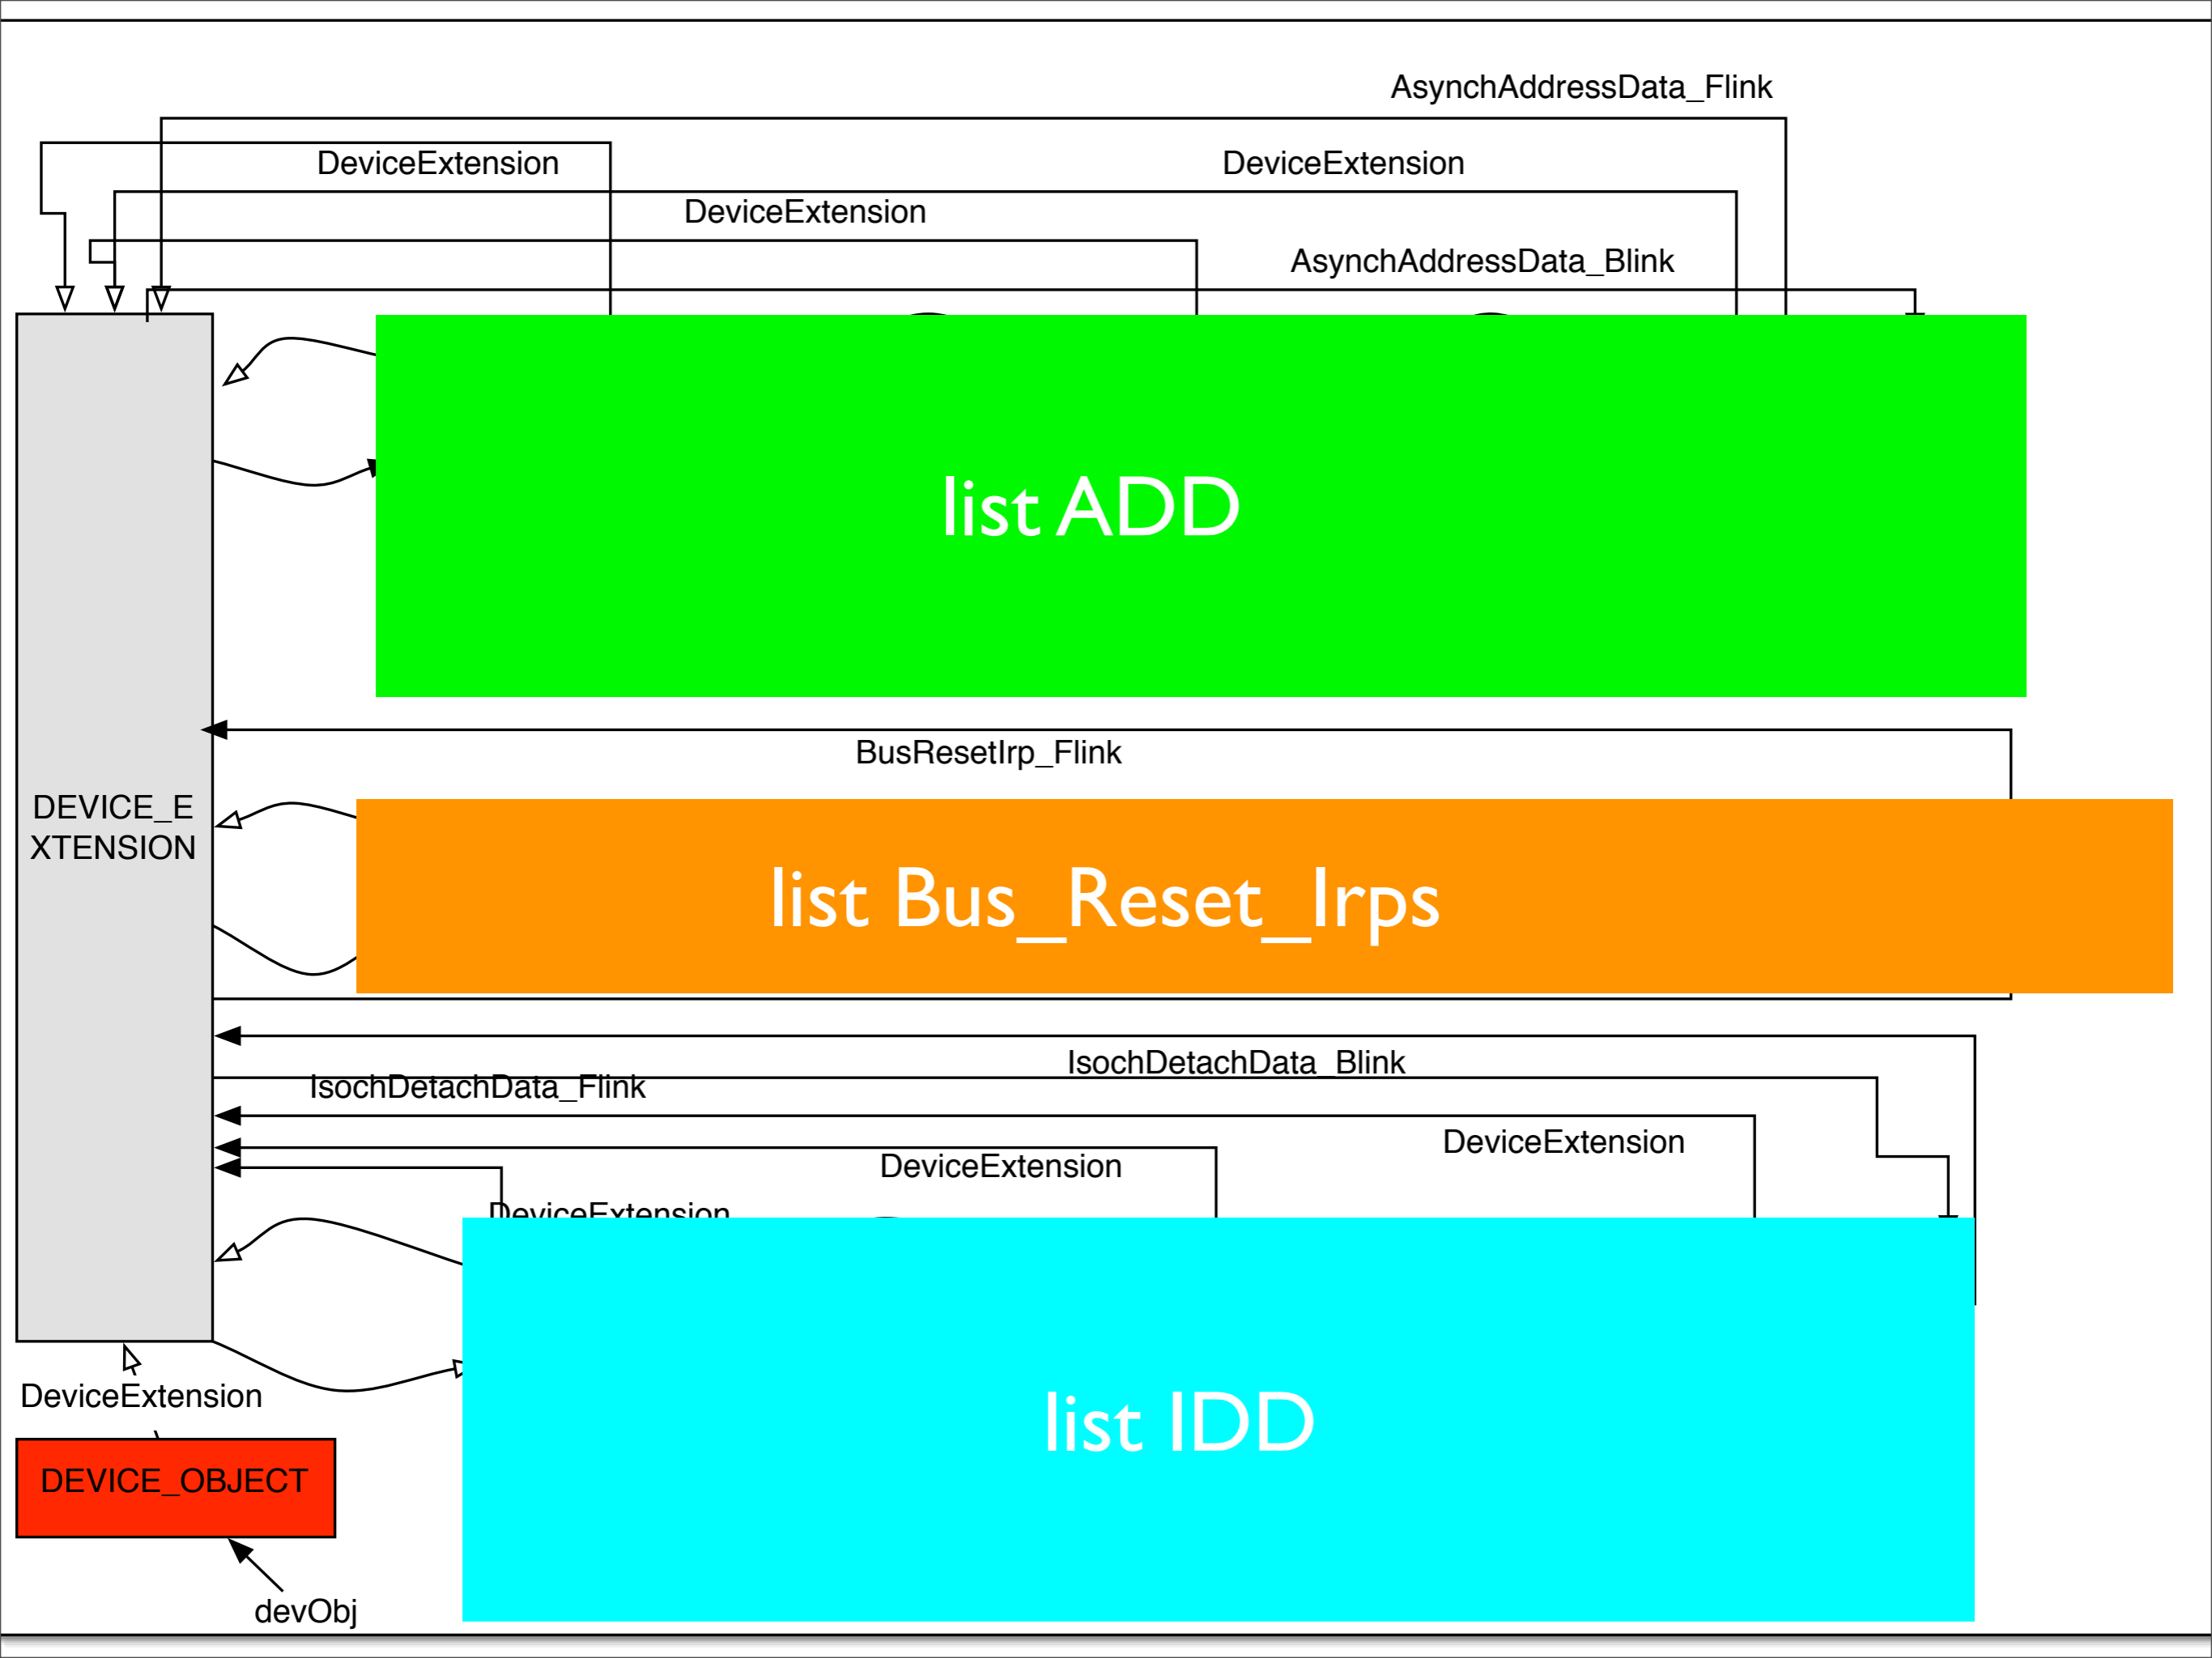 AsynchAddressData_Flink
DeviceExtension
DeviceExtension
DeviceExtension
AsynchAddressData_Blink
list ADD
BusResetIrp_Flink
DEVICE_E
XTENSION
list Bus_Reset_Irps
IsochDetachData_Blink
IsochDetachData_Flink
DeviceExtension
DeviceExtension
DeviceExtension
DeviceExtension
list IDD
DEVICE_OBJECT
devObj